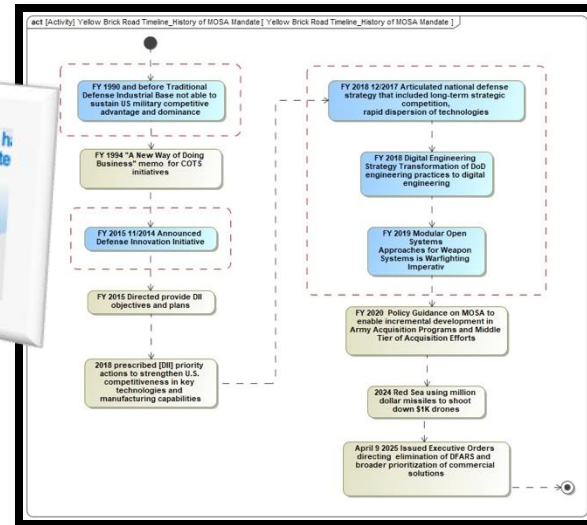 act [Activity] Yellow Brick Road Timeline_History of MOSA Mandate [ Yellow Brick Road Timeline_History of MOSA Mandate ]
FY 1990 and before Traditional
Defense Industrial Base not able to
sustain US military competitive
advantage and dominance
FY 1994 "A New Way of Doing
Business" memo for COTS
initiatives
FY 2015 11/2014 Announced
Defense Innovation Initiative
FY 2015 Directed provide DII
objectives and plans
2018 prescribed [DII] priority
actions to strengthen U.S.
competitiveness in key
technologies and
manufacturing capabilities
FY 2018 12/2017 Articulated national defense
strategy that included long-term strategic
competition,
rapid dispersion of technologies
FY 2018 Digital Engineering
Strategy Transformation of DoD
engineering practices to digital
engineering
FY 2019 Modular Open
Systems
Approaches for Weapon
Systems is Warfighting
Imperativ
FY 2020 Policy Guidance on MOSA to
enable incremental development in
Army Acquisition Programs and Middle
Tier of Acquisition Efforts
2024 Red Sea using million
dollar missiles to shoot
down $1K drones
April 9 2025 Issued Executive Orders
directing elimination of DFARS and
broader prioritization of commercial
solutions